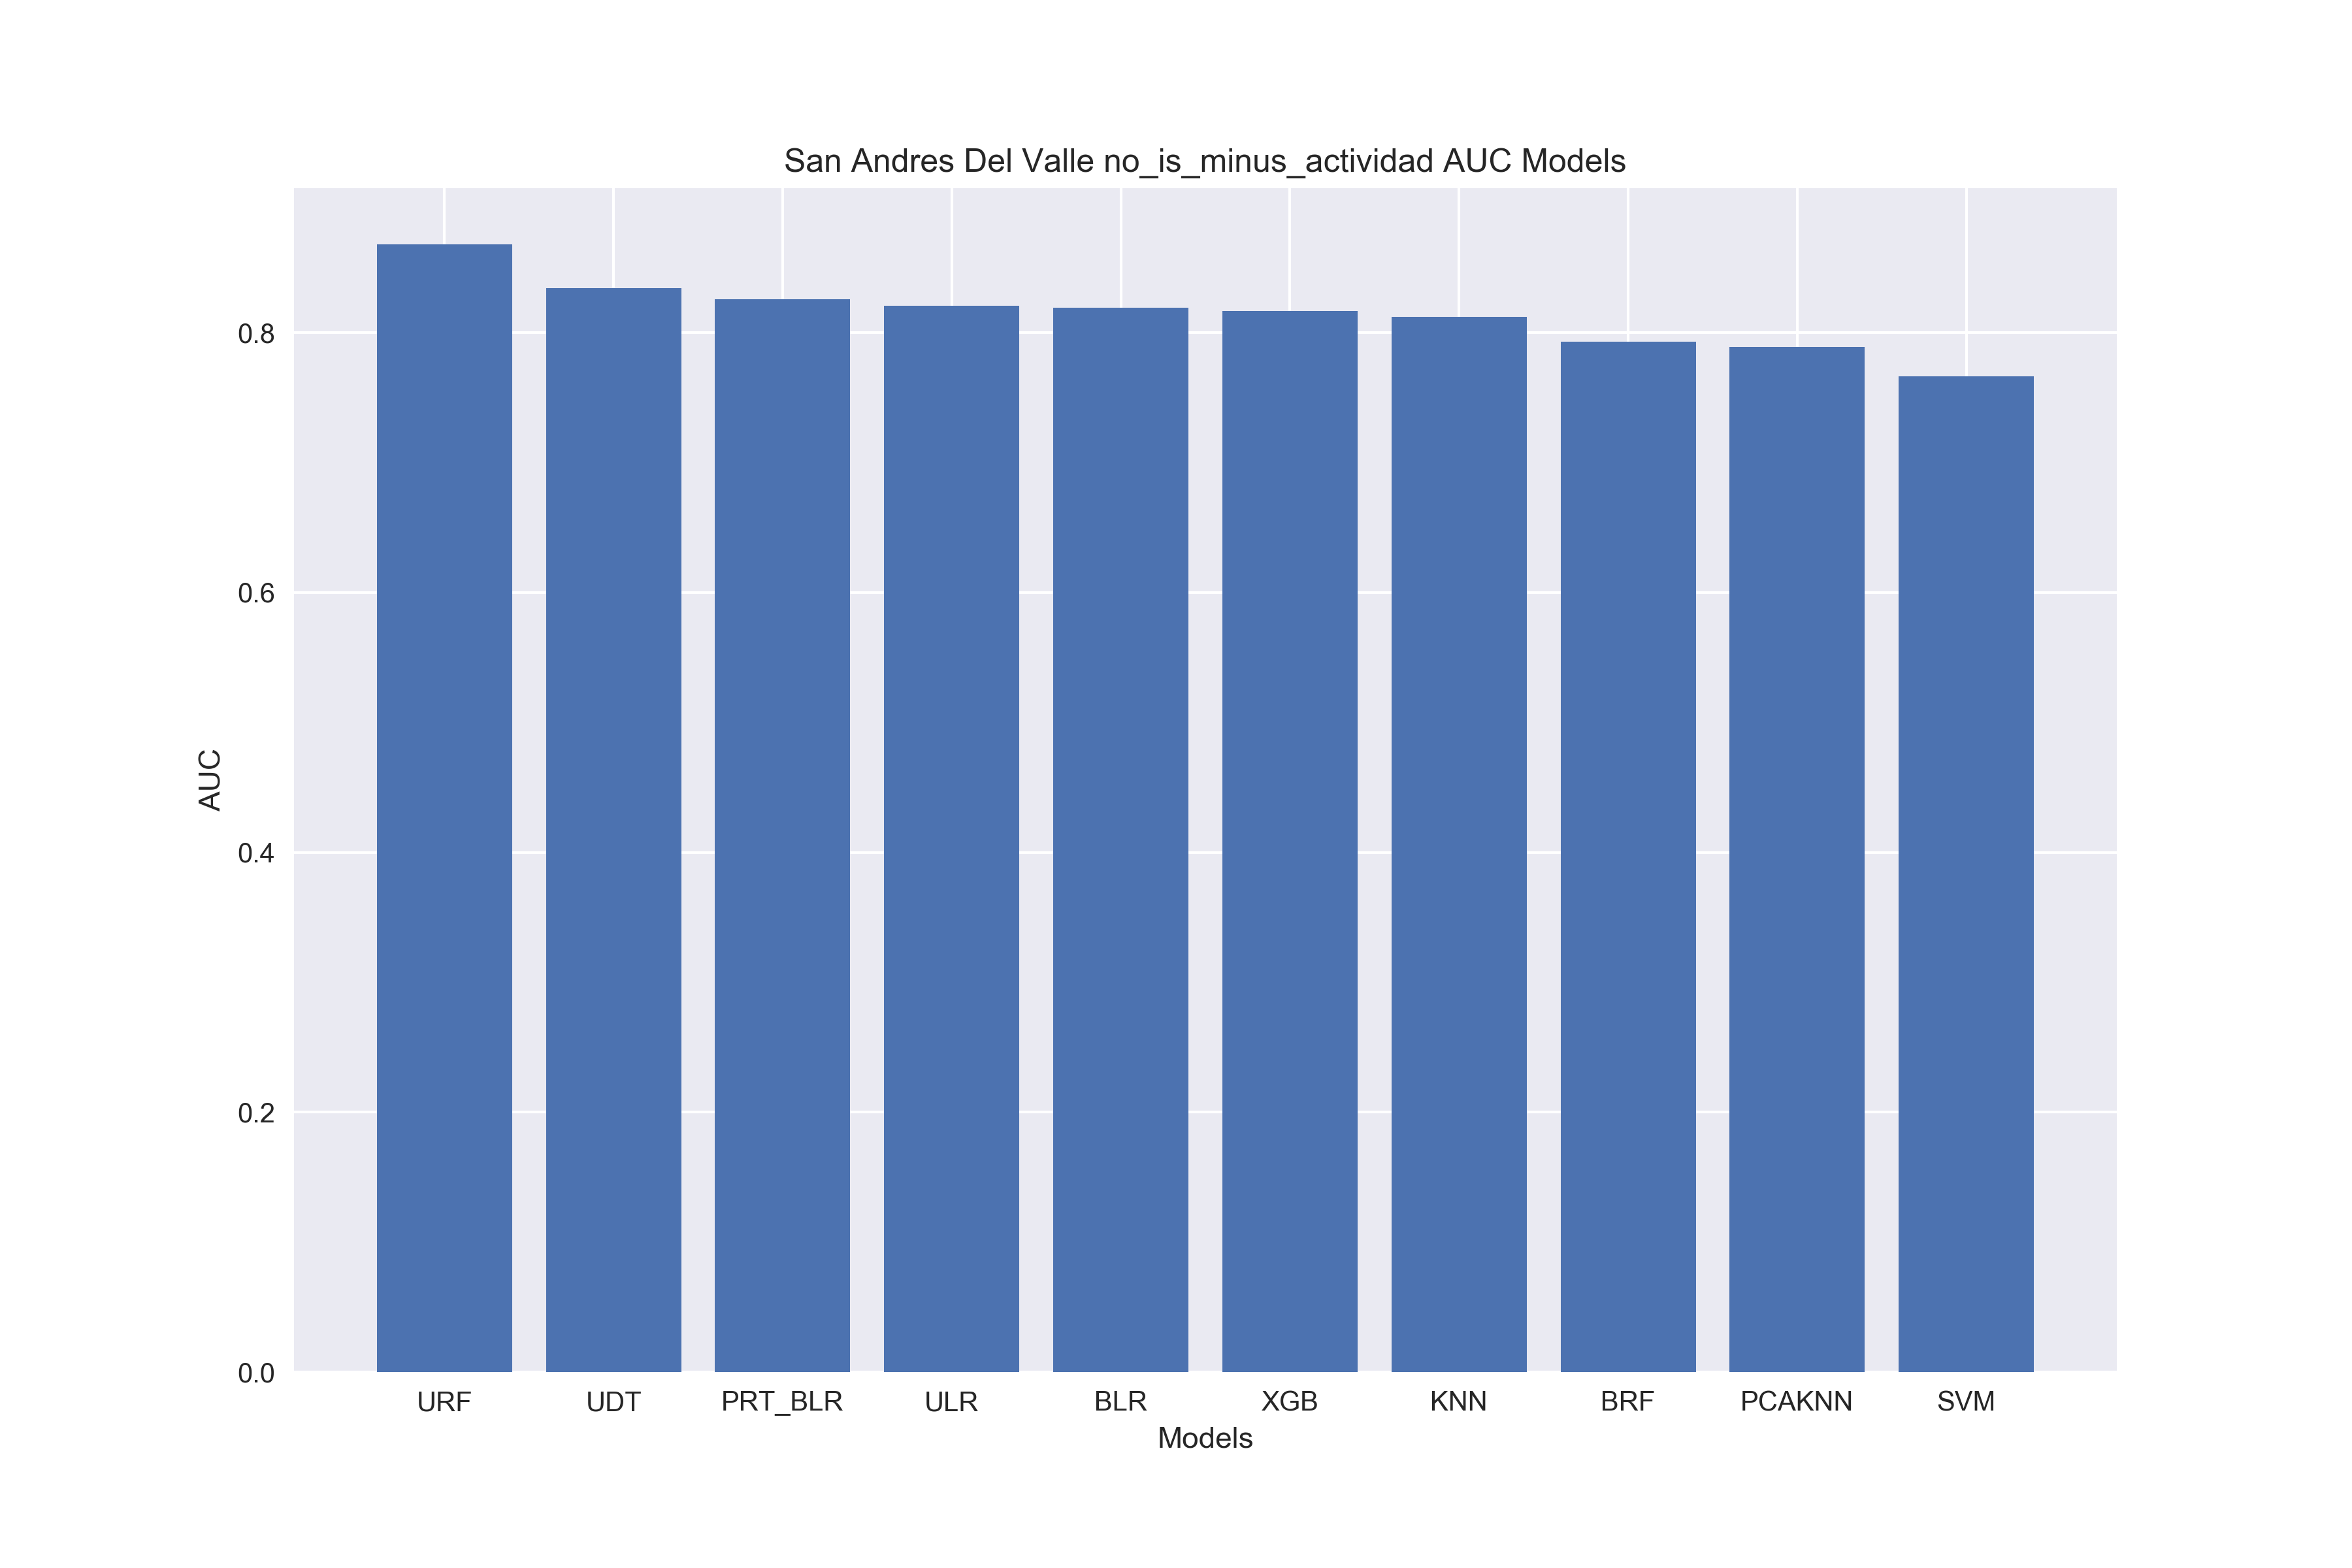 San Andres Del Valle no_is_minus_actividad AUC Models
0.8
0.6
0.4
0.2
0.0
AUC
URF UDT PRT_BLR ULR BLR XGB KNN BRF PCAKNN SVM
Models